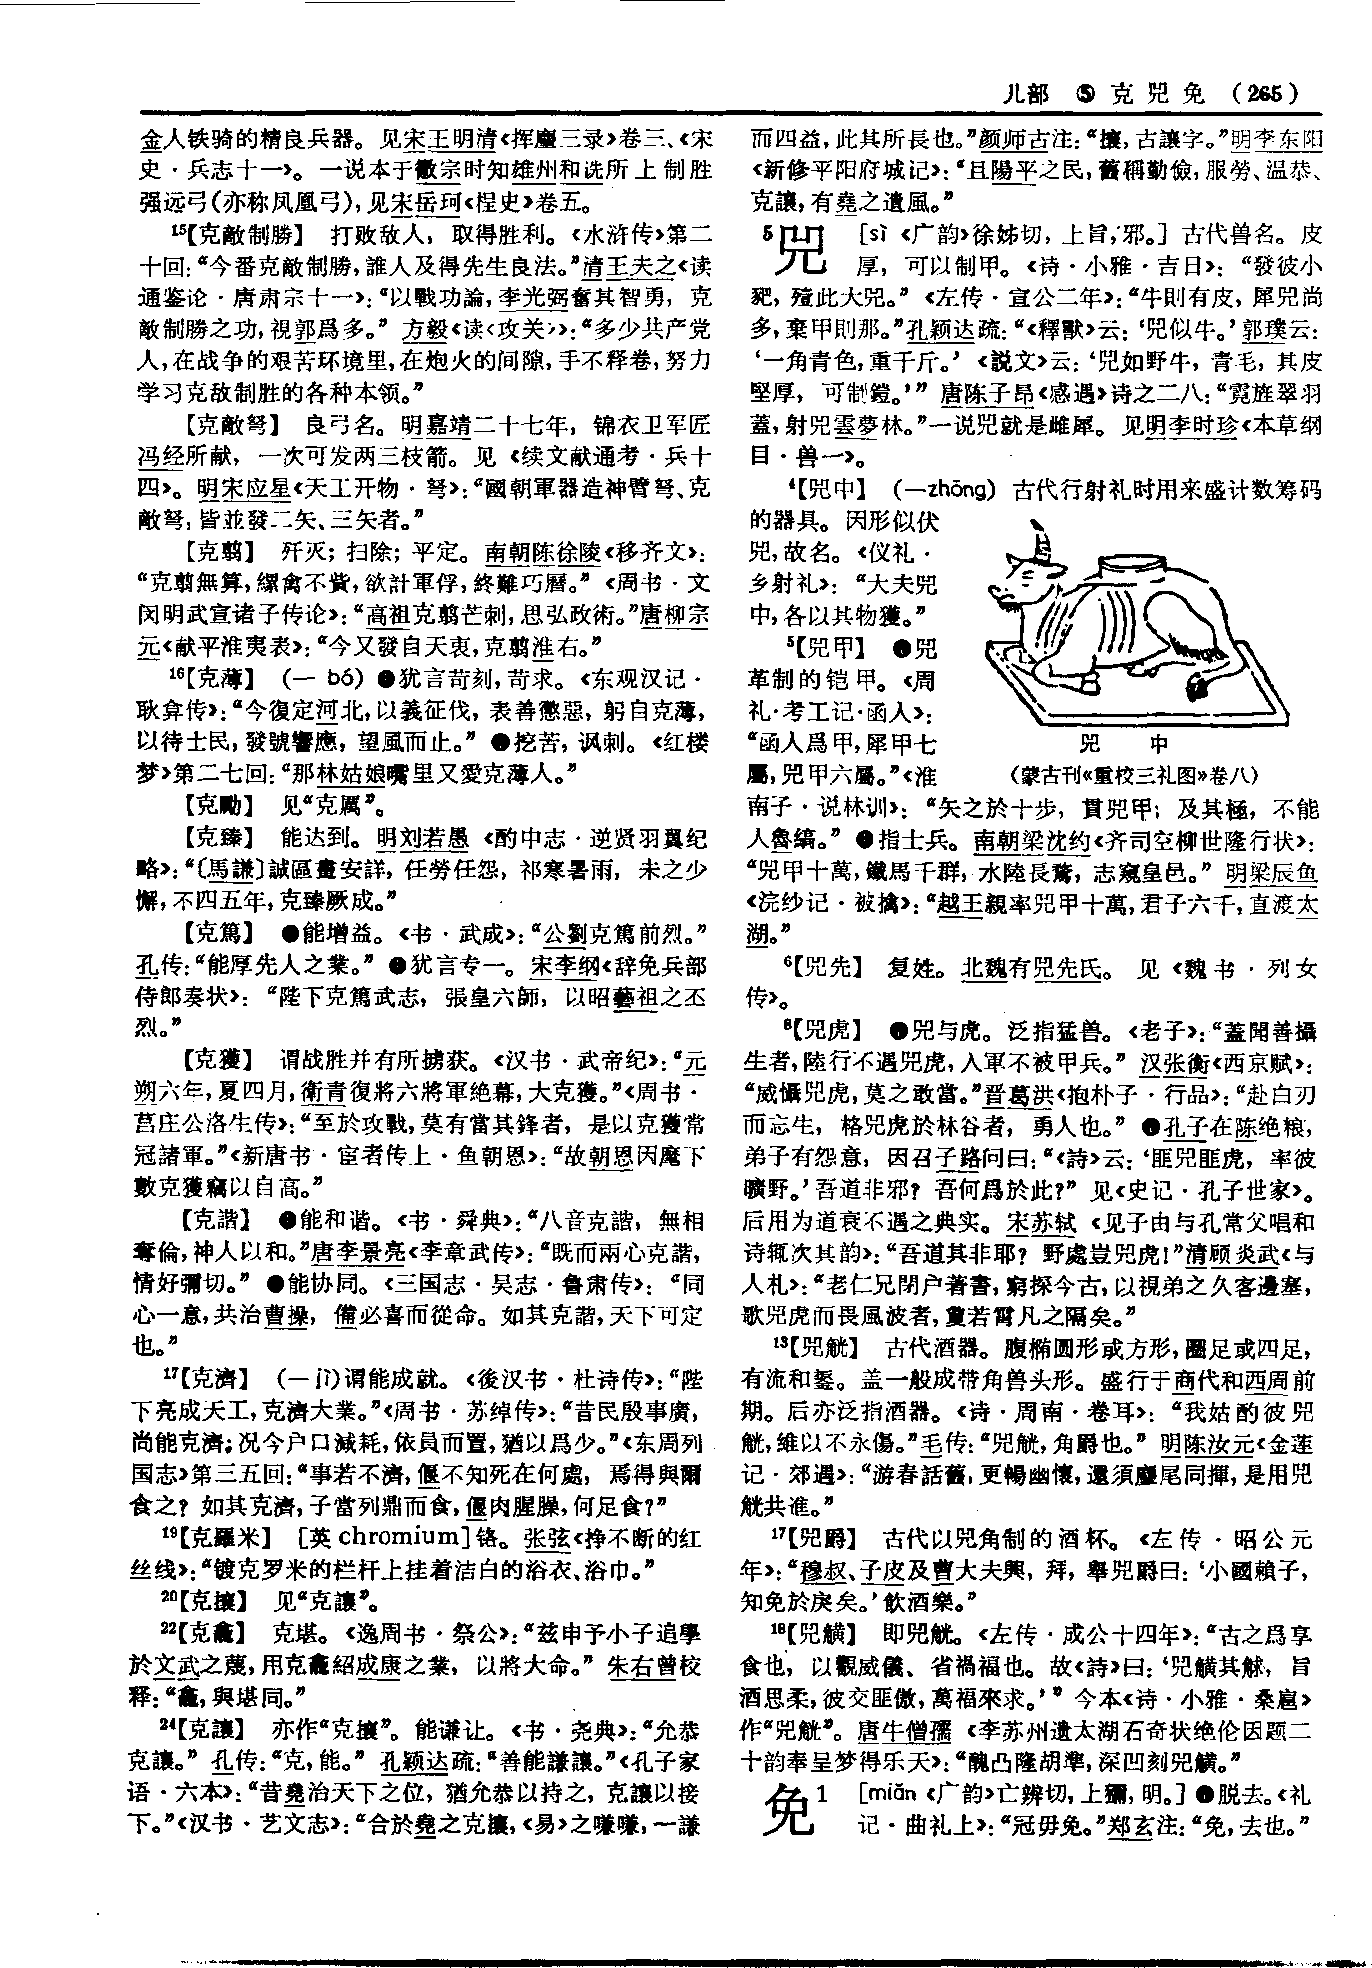 儿部 ⑤ 克兕免 (265)
金人铁骑的精良兵器。见宋王明清《挥麈三录》卷三、《宋
史·兵志十一》。一说本于徽宗时知雄州和诜所上制胜
强远弓(亦称凤凰弓),见宋岳珂《桯史》卷五。
15【克敵制勝】 打败敌人,取得胜利。《水浒传》第二
十回:“今番克敵制勝,誰人及得先生良法。”清王夫之《读
通鉴论·唐肃宗十一》:“以戰功論,李光弼奮其智勇,克
敵制勝之功,視郭爲多。” 方毅《读〈攻关〉》:“多少共产党
人,在战争的艰苦环境里,在炮火的间隙,手不释卷,努力
学习克敌制胜的各种本领。”
【克敵弩】 良弓名。明嘉靖二十七年,锦衣卫军匠
冯经所献,一次可发两三枝箭。见《续文献通考·兵十
四》。明宋应星《天工开物·弩》:“國朝軍器造神臂弩、克
敵弩,皆並發二矢、三矢者。”
【克翦】 歼灭;扫除;平定。南朝陈徐陵《移齐文》:
“克翦無算,縲禽不貲,欲計軍俘,終難巧曆。”《周书·文
闵明武宣诸子传论》:“高祖克翦芒刺,思弘政術。”唐柳宗
元《献平淮夷表》:“今又發自天衷,克翦淮右。”
16【克薄】 (一 bó) ❶犹言苛刻,苛求。《东观汉记·
耿弇传》:“今復定河北,以義征伐,表善懲惡,躬自克薄,
以待士民,發號響應,望風而止。” ❷挖苦,讽刺。《红楼
梦》第二七回:“那林姑娘嘴里又愛克薄人。”
【克勵】 见“克厲”。
【克臻】 能达到。明刘若愚《酌中志·逆贤羽翼纪
略》:“〔馬謙〕誠區畫安詳,任勞任怨,祁寒暑雨,未之少
懈,不四五年,克臻厥成。”
【克篤】 ❶能增益。《书·武成》:“公劉克篤前烈。”
孔传:“能厚先人之業。” ❷犹言专一。宋李纲《辞免兵部
侍郎奏状》:“陛下克篤武志,張皇六師,以昭藝祖之丕
烈。”
【克獲】 谓战胜并有所掳获。《汉书·武帝纪》:“元
朔六年,夏四月,衛青復將六將軍絶幕,大克獲。”《周书·
莒庄公洛生传》:“至於攻戰,莫有當其鋒者,是以克獲常
冠諸軍。”《新唐书·宦者传上·鱼朝恩》:“故朝恩因麾下
數克獲竊以自高。”
【克諧】 ❶能和谐。《书·舜典》:“八音克諧,無相
奪倫,神人以和。”唐李景亮《李章武传》:“既而兩心克諧,
情好彌切。” ❷能协同。《三国志·吴志·鲁肃传》:“同
心一意,共治曹操,備必喜而從命。如其克諧,天下可定
也。”
17【克濟】 (一jì)谓能成就。《後汉书·杜诗传》:“陛
下亮成天工,克濟大業。”《周书·苏绰传》:“昔民殷事廣,
尚能克濟;况今户口減耗,依員而置,猶以爲少。”《东周列
国志》第三五回:“事若不濟,偃不知死在何處,焉得與爾
食之?如其克濟,子當列鼎而食,偃肉腥臊,何足食?”
19【克羅米】 [英 chromium]铬。张弦《挣不断的红
丝线》:“镀克罗米的栏杆上挂着洁白的浴衣、浴巾。”
20【克攘】 见“克讓”。
22【克龕】 克堪。《逸周书·祭公》:“兹申予小子追學
於文武之蔑,用克龕紹成康之業,以將大命。” 朱右曾校
释:“龕,與堪同。”
24【克讓】 亦作“克攘”。能谦让。《书·尧典》:“允恭
克讓。” 孔传:“克,能。” 孔颖达疏:“善能謙讓。”《孔子家
语·六本》:“昔堯治天下之位,猶允恭以持之,克讓以接
下。”《汉书·艺文志》:“合於堯之克攘,《易》之嗛嗛,一謙
而四益,此其所長也。”颜师古注:“攘,古讓字。”明李东阳
《新修平阳府城记》:“且陽平之民,舊稱勤儉,服勞、温恭、
克讓,有堯之遺風。”
5兕 [sì《广韵》徐姊切,上旨,邪。] 古代兽名。皮
厚,可以制甲。《诗·小雅·吉日》:“發彼小
豝,殪此大兕。”《左传·宣公二年》:“牛則有皮,犀兕尚
多,棄甲則那。”孔颖达疏:“《釋獸》云:‘兕似牛。’郭璞云:
‘一角青色,重千斤。’《説文》云:‘兕如野牛,青毛,其皮
堅厚,可制鎧。’” 唐陈子昂《感遇》诗之二八:“霓旌翠羽
蓋,射兕雲夢林。”一说兕就是雌犀。见明李时珍《本草纲
目·兽一》。
4【兕中】 (一zhōng) 古代行射礼时用来盛计数筹码
的器具。因形似伏
兕,故名。《仪礼·
乡射礼》:“大夫兕
中,各以其物獲。”
5【兕甲】 ❶兕
革制的铠甲。《周
礼·考工记·函人》:
“函人爲甲,犀甲七
屬,兕甲六屬。”《淮
兕 中
(蒙古刊《重校三礼图》卷八)
南子·说林训》:“矢之於十步,貫兕甲;及其極,不能
入魯縞。” ❷指士兵。南朝梁沈约《齐司空柳世隆行状》:
“兕甲十萬,鐵馬千群,水陸長騖,志窺皇邑。” 明梁辰鱼
《浣纱记·被擒》:“越王親率兕甲十萬,君子六千,直渡太
湖。”
6【兕先】 复姓。北魏有兕先氏。见《魏书·列女
传》。
8【兕虎】 ❶兕与虎。泛指猛兽。《老子》:“蓋聞善攝
生者,陸行不遇兕虎,入軍不被甲兵。” 汉张衡《西京赋》:
“威懾兕虎,莫之敢當。”晋葛洪《抱朴子·行品》:“赴白刃
而忘生,格兕虎於林谷者,勇人也。” ❷孔子在陈绝粮,
弟子有怨意,因召子路问曰:“《詩》云:‘匪兕匪虎,率彼
曠野。’吾道非邪?吾何爲於此?” 见《史记·孔子世家》。
后用为道衰不遇之典实。宋苏轼《见子由与孔常父唱和
诗辄次其韵》:“吾道其非耶?野處豈兕虎!”清顾炎武《与
人札》:“老仁兄閉户著書,窮探今古,以視弟之久客邊塞,
歌兕虎而畏風波者,夐若霄凡之隔矣。”
13【兕觥】 古代酒器。腹椭圆形或方形,圈足或四足,
有流和鋬。盖一般成带角兽头形。盛行于商代和西周前
期。后亦泛指酒器。《诗·周南·卷耳》:“我姑酌彼兕
觥,維以不永傷。”毛传:“兕觥,角爵也。” 明陈汝元《金莲
记·郊遇》:“游春話舊,更暢幽懷,還須麈尾同揮,是用兕
觥共進。”
17【兕爵】 古代以兕角制的酒杯。《左传·昭公元
年》:“穆叔、子皮及曹大夫興,拜,舉兕爵曰:‘小國賴子,
知免於戾矣。’飲酒樂。”
18【兕觵】 即兕觥。《左传·成公十四年》:“古之爲享
食也,以觀威儀、省禍福也。故《詩》曰:‘兕觵其觩,旨
酒思柔,彼交匪傲,萬福來求。’” 今本《诗·小雅·桑扈》
作“兕觥”。唐牛僧孺《李苏州遗太湖石奇状绝伦因题二
十韵奉呈梦得乐天》:“醜凸隆胡準,深凹刻兕觵。”
免1 [miǎn《广韵》亡辨切,上獮,明。] ❶脱去。《礼
记·曲礼上》:“冠毋免。”郑玄注:“免,去也。”